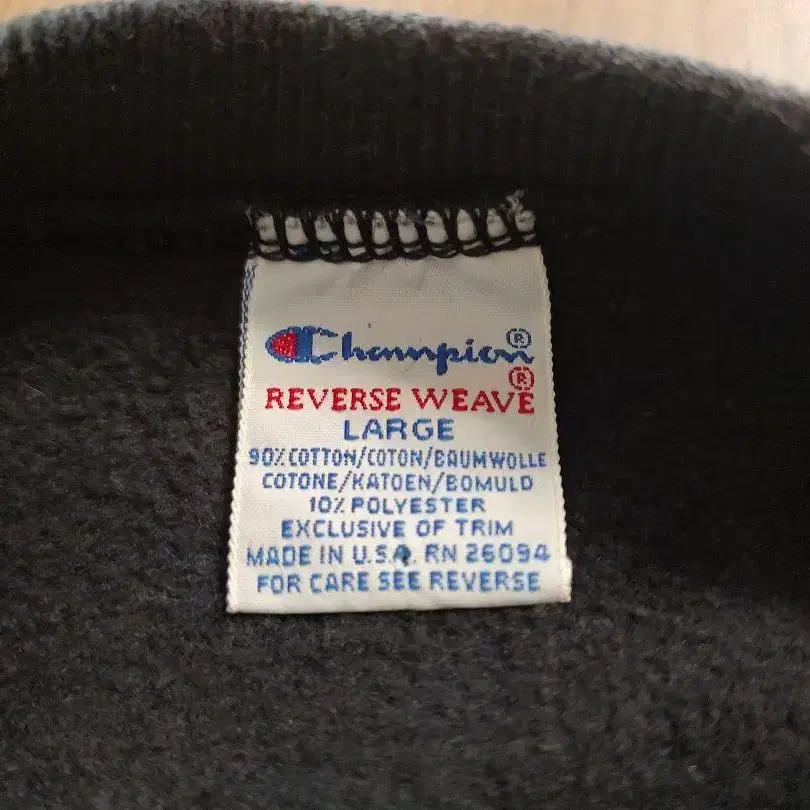 Champion®
®
REVERSE WEAVE
LARGE
90% COTTON/COTON/BAUMWOLLE
COTONE/KATOEN/BOMULD
10% POLYESTER
EXCLUSIVE OF TRIM
MADE IN U.S.A. RN 26094
FOR CARE SEE REVERSE